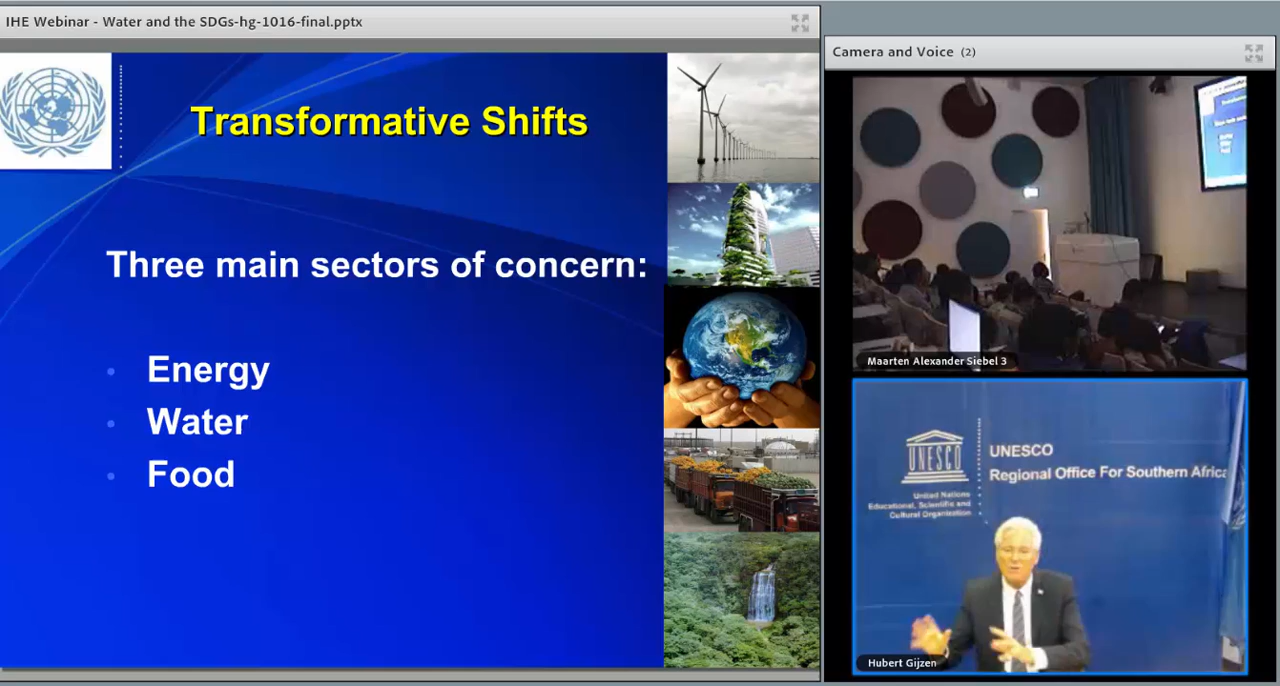 IHE Webinar - Water and the SDGs-hg-1016-final.pptx
Transformative Shifts
Three main sectors of concern:
• Energy
• Water
• Food
Camera and Voice (2)
Maarten Alexander Siebel 3
UNESCO
United Nations
Educational, Scientific and
Cultural Organization
UNESCO
Regional Office For Southern Africa
Hubert Gijzen